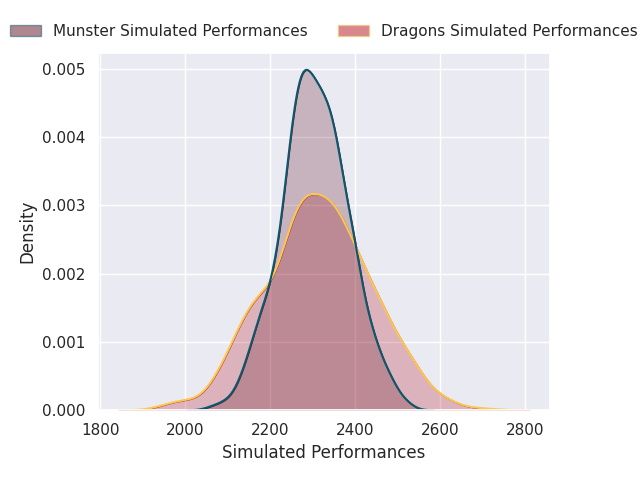 Munster Simulated Performances Dragons Simulated Performances
0.005
0.004
0.003
0.002
0.001
0.000
Density
1800 2000 2200 2400 2600 2800
Simulated Performances